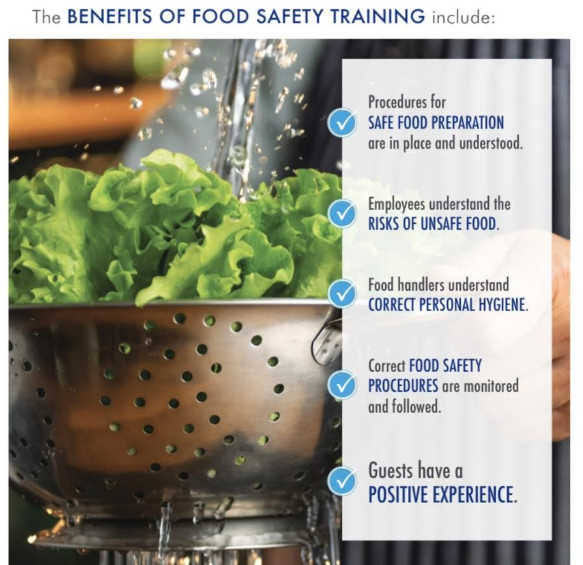 The BENEFITS OF FOOD SAFETY TRAINING include:
Procedures for
SAFE FOOD PREPARATION
are in place and understood.
Employees understand the
RISKS OF UNSAFE FOOD.
Food handlers understand
CORRECT PERSONAL HYGIENE.
Correct FOOD SAFETY
PROCEDURES are monitored
and followed.
Guests have a
POSITIVE EXPERIENCE.